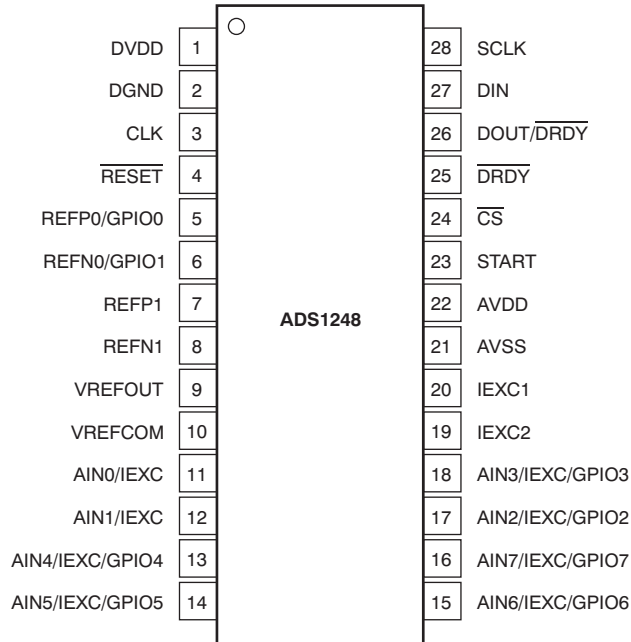 DVDD 1 28 SCLK
DGND 2 27 DIN
CLK 3 26 DOUT/DRDY
RESET 4 25 DRDY
REFP0/GPIO0 5 24 CS
REFN0/GPIO1 6 23 START
REFP1 7 22 AVDD
ADS1248
REFN1 8 21 AVSS
VREFOUT 9 20 IEXC1
VREFCOM 10 19 IEXC2
AIN0/IEXC 11 18 AIN3/IEXC/GPIO3
AIN1/IEXC 12 17 AIN2/IEXC/GPIO2
AIN4/IEXC/GPIO4 13 16 AIN7/IEXC/GPIO7
AIN5/IEXC/GPIO5 14 15 AIN6/IEXC/GPIO6